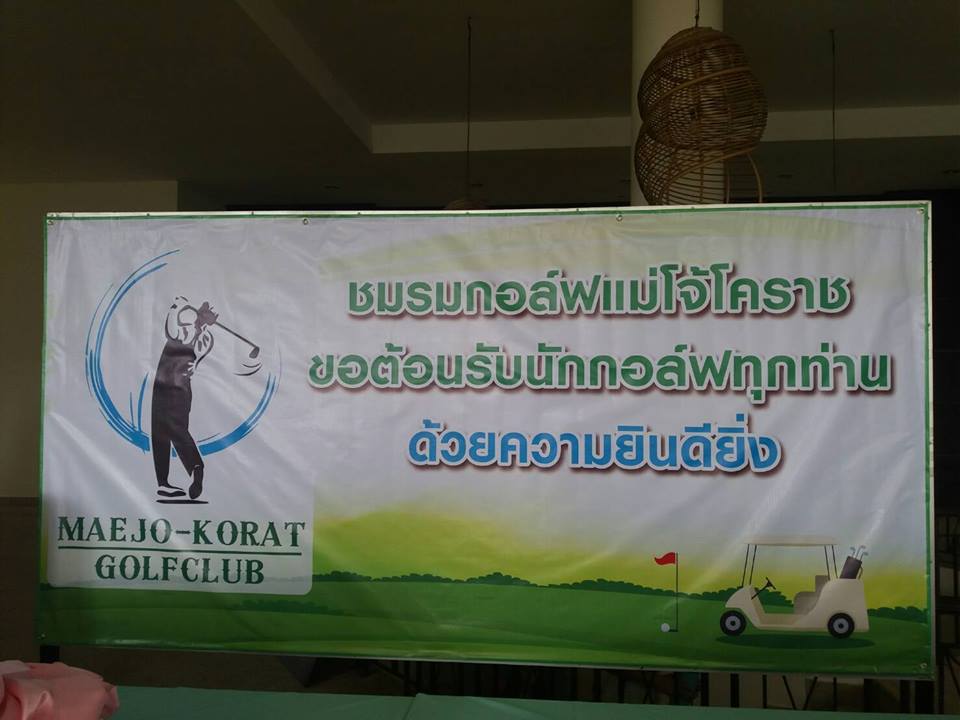 ชมรมกอล์ฟแม่โจ้โคราช
ขอต้อนรับนักกอล์ฟทุกท่าน
ด้วยความยินดียิ่ง
MAEJO-KORAT
GOLFCLUB